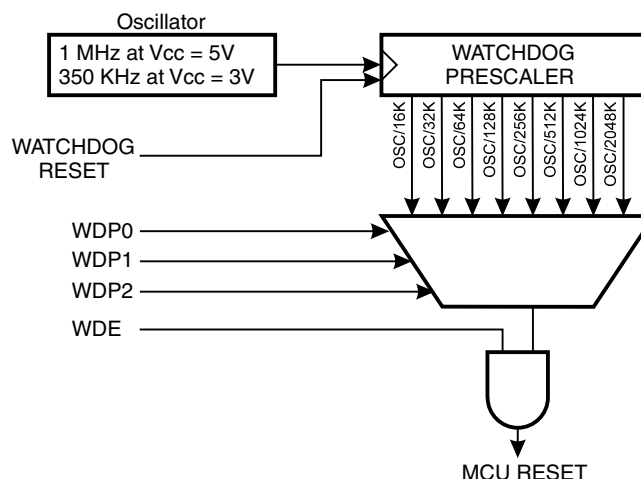 Oscillator
1 MHz at Vcc = 5V
350 KHz at Vcc = 3V
WATCHDOG
PRESCALER
OSC/16K
OSC/32K
OSC/64K
OSC/128K
OSC/256K
OSC/512K
OSC/1024K
OSC/2048K
WATCHDOG
RESET
WDP0
WDP1
WDP2
WDE
MCU RESET